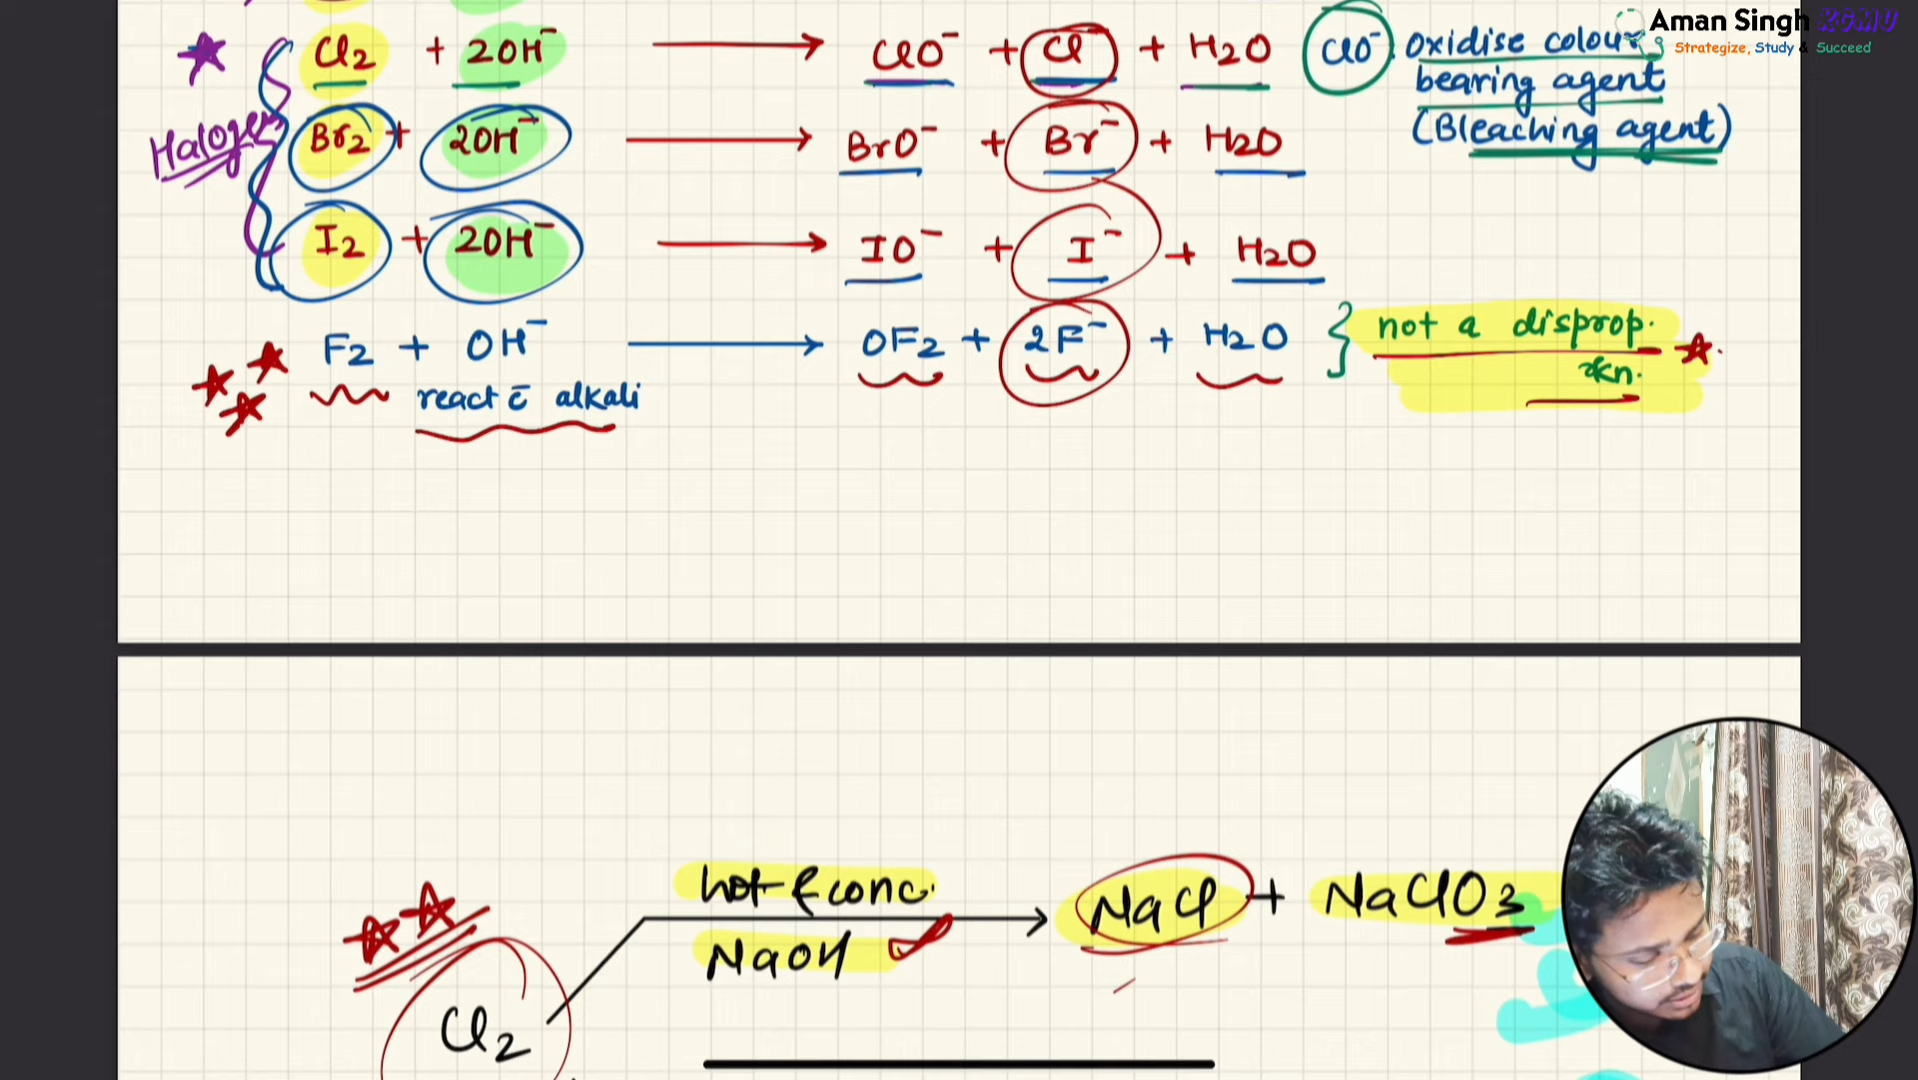 Aman Singh KGMU
Strategize, Study & Succeed
Cl2 + 2OH⁻ → ClO⁻ + Cl⁻ + H2O
ClO⁻: oxidise colour
bearing agent
(Bleaching agent)
Halogens
Br2 + 2OH⁻ → BrO⁻ + Br⁻ + H2O
I2 + 2OH⁻ → IO⁻ + I⁻ + H2O
F2 + OH⁻ → OF2 + 2F⁻ + H2O } not a disprop.
rxn.
react c̄ alkali
hot & conc.
NaOH
→ NaCl + NaClO3
Cl2